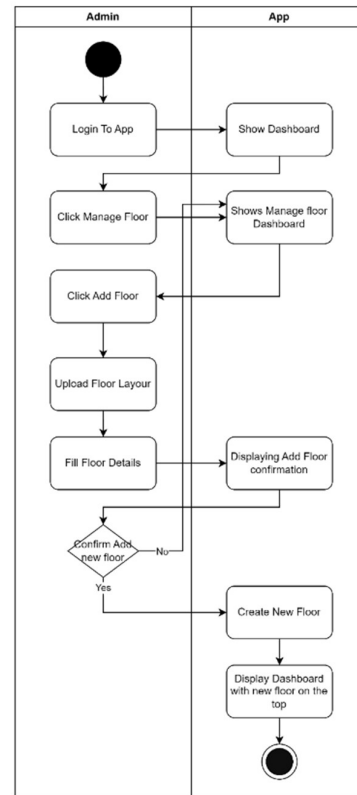 Admin
App
Login To App
Show Dashboard
Click Manage Floor
Shows Manage floor
Dashboard
Click Add Floor
Upload Floor Layour
Fill Floor Details
Displaying Add Floor
confirmation
Confirm Add
new floor
No
Yes
Create New Floor
Display Dashboard
with new floor on the
top